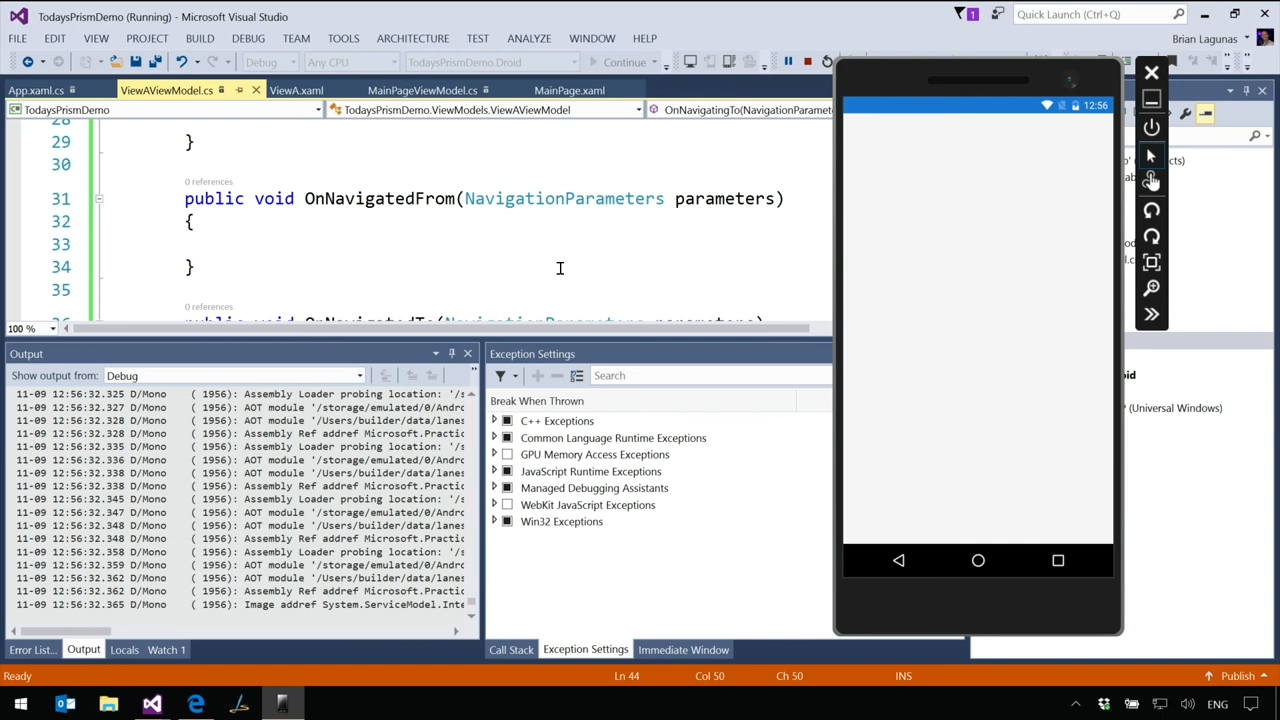 TodaysPrismDemo (Running) - Microsoft Visual Studio
1
Quick Launch (Ctrl+Q)
FILE EDIT VIEW PROJECT BUILD DEBUG TEAM TOOLS ARCHITECTURE TEST ANALYZE WINDOW HELP
Brian Lagunas
Debug Any CPU TodaysPrismDemo.Droid Continue
App.xaml.cs ViewAViewModel.cs ViewA.xaml MainPageViewModel.cs MainPage.xaml
TodaysPrismDemo TodaysPrismDemo.ViewModels.ViewAViewModel OnNavigatingTo(NavigationParamete
12:56
28
29 }
30
0 references
31 public void OnNavigatedFrom(NavigationParameters parameters)
32 {
33
34 }
35
0 references
36 public void OnNavigatedTo(NavigationParameters parameters)
100 %
Output
Show output from: Debug
11-09 12:56:32.325 D/Mono ( 1956): Assembly Loader probing location: '/s
11-09 12:56:32.327 D/Mono ( 1956): AOT module '/storage/emulated/0/Andro
11-09 12:56:32.328 D/Mono ( 1956): AOT module '/Users/builder/data/lanes
11-09 12:56:32.328 D/Mono ( 1956): Assembly Ref addref Microsoft.Practic
11-09 12:56:32.335 D/Mono ( 1956): Assembly Loader probing location: '/s
11-09 12:56:32.336 D/Mono ( 1956): AOT module '/storage/emulated/0/Andro
11-09 12:56:32.338 D/Mono ( 1956): AOT module '/Users/builder/data/lanes
11-09 12:56:32.338 D/Mono ( 1956): Assembly Ref addref Microsoft.Practic
11-09 12:56:32.345 D/Mono ( 1956): Assembly Loader probing location: '/s
11-09 12:56:32.347 D/Mono ( 1956): AOT module '/storage/emulated/0/Andro
11-09 12:56:32.348 D/Mono ( 1956): AOT module '/Users/builder/data/lanes
11-09 12:56:32.348 D/Mono ( 1956): Assembly Ref addref Microsoft.Practic
11-09 12:56:32.358 D/Mono ( 1956): Assembly Loader probing location: '/s
11-09 12:56:32.359 D/Mono ( 1956): AOT module '/storage/emulated/0/Andro
11-09 12:56:32.362 D/Mono ( 1956): AOT module '/Users/builder/data/lanes
11-09 12:56:32.362 D/Mono ( 1956): Assembly Ref addref Microsoft.Practic
11-09 12:56:32.365 D/Mono ( 1956): Image addref System.ServiceModel.Inte
Exception Settings
Search
Break When Thrown
C++ Exceptions
Common Language Runtime Exceptions
GPU Memory Access Exceptions
JavaScript Runtime Exceptions
Managed Debugging Assistants
WebKit JavaScript Exceptions
Win32 Exceptions
(Universal Windows)
Error List... Output Locals Watch 1
Call Stack Exception Settings Immediate Window
Ready Ln 44 Col 50 Ch 50 INS Publish
ENG